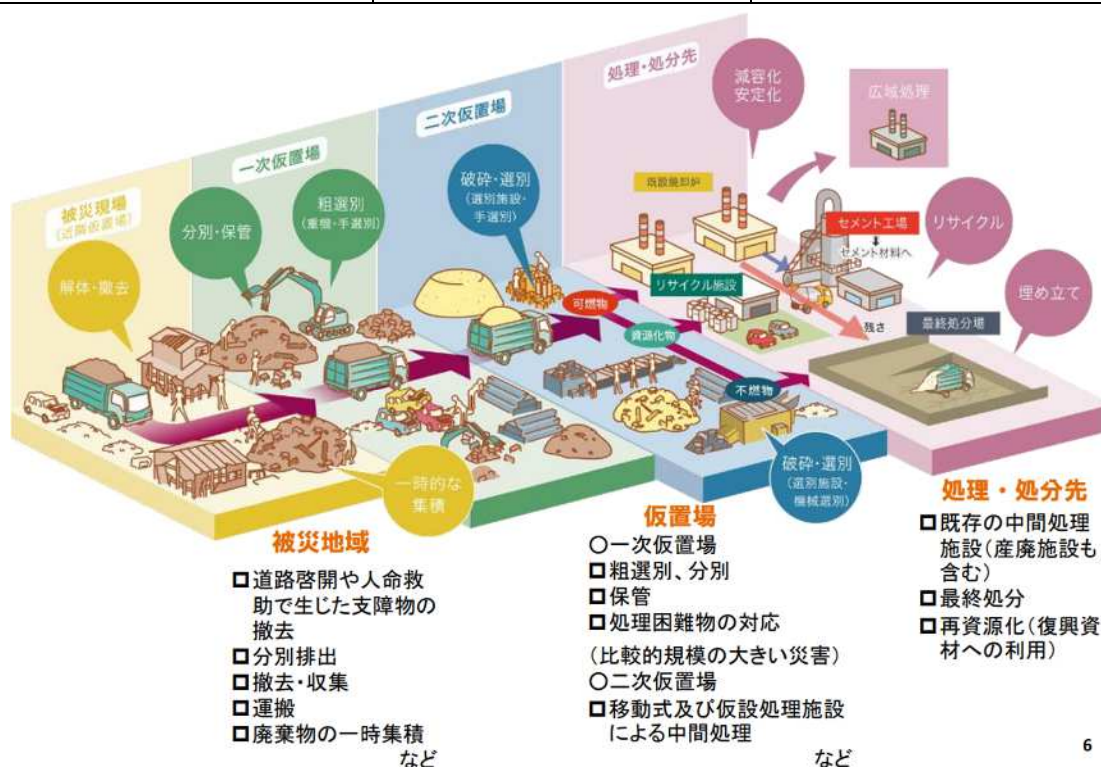 被災現場
(近隣仮置場)
解体・撤去
一時的な
集積
一次仮置場
分別・保管
粗選別
(重機・手選別)
二次仮置場
破砕・選別
(選別施設・
手選別)
可燃物
資源化物
不燃物
破砕・選別
(選別施設・
機械選別)
処理・処分先
減容化
安定化
広域処理
既設焼却炉
セメント工場
セメント材料へ
リサイクル
リサイクル施設
残さ
最終処分場
埋め立て
被災地域
道路啓開や人命救
助で生じた支障物の
撤去
分別排出
撤去・収集
運搬
廃棄物の一時集積
など
仮置場
○一次仮置場
粗選別、分別
保管
処理困難物の対応
(比較的規模の大きい災害)
○二次仮置場
移動式及び仮設処理施設
による中間処理
など
処理・処分先
既存の中間処理
施設(産廃施設も
含む)
最終処分
再資源化(復興資
材への利用)
6